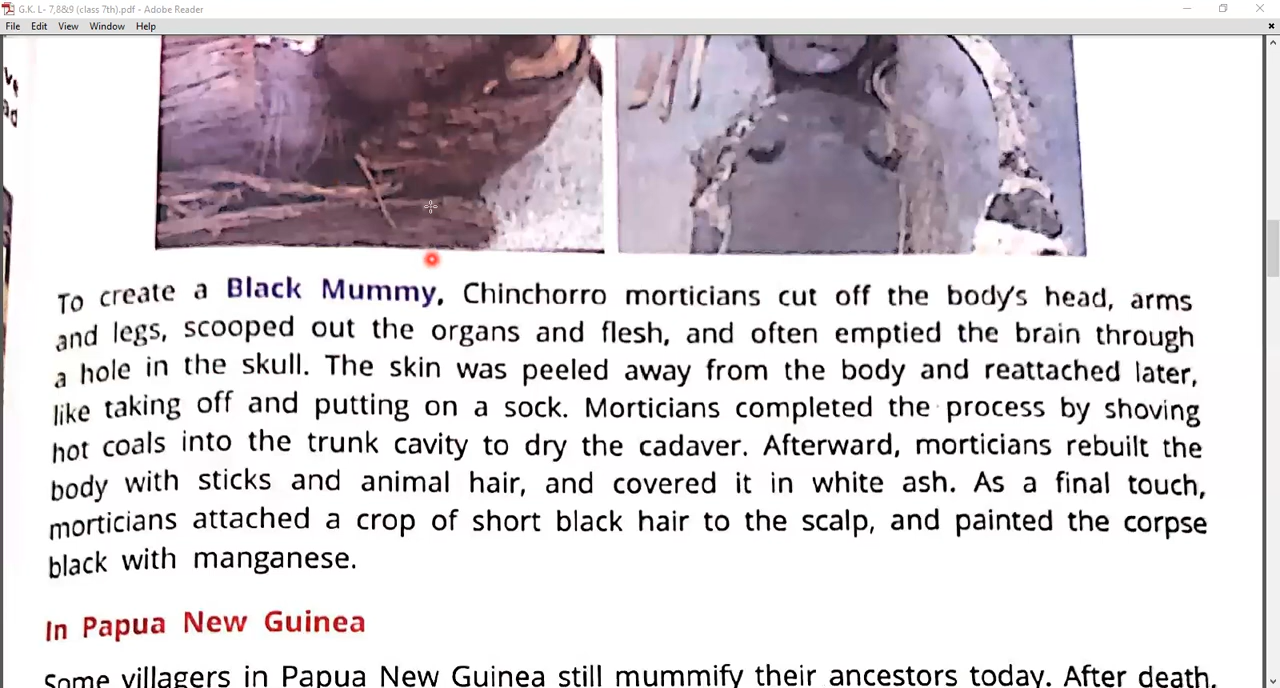 G.K. L- 7,8&9 (class 7th).pdf - Adobe Reader
File Edit View Window Help
To create a Black Mummy, Chinchorro morticians cut off the body's head, arms
and legs, scooped out the organs and flesh, and often emptied the brain through
a hole in the skull. The skin was peeled away from the body and reattached later,
like taking off and putting on a sock. Morticians completed the process by shoving
hot coals into the trunk cavity to dry the cadaver. Afterward, morticians rebuilt the
body with sticks and animal hair, and covered it in white ash. As a final touch,
morticians attached a crop of short black hair to the scalp, and painted the corpse
black with manganese.
In Papua New Guinea
Some villagers in Papua New Guinea still mummify their ancestors today. After death,